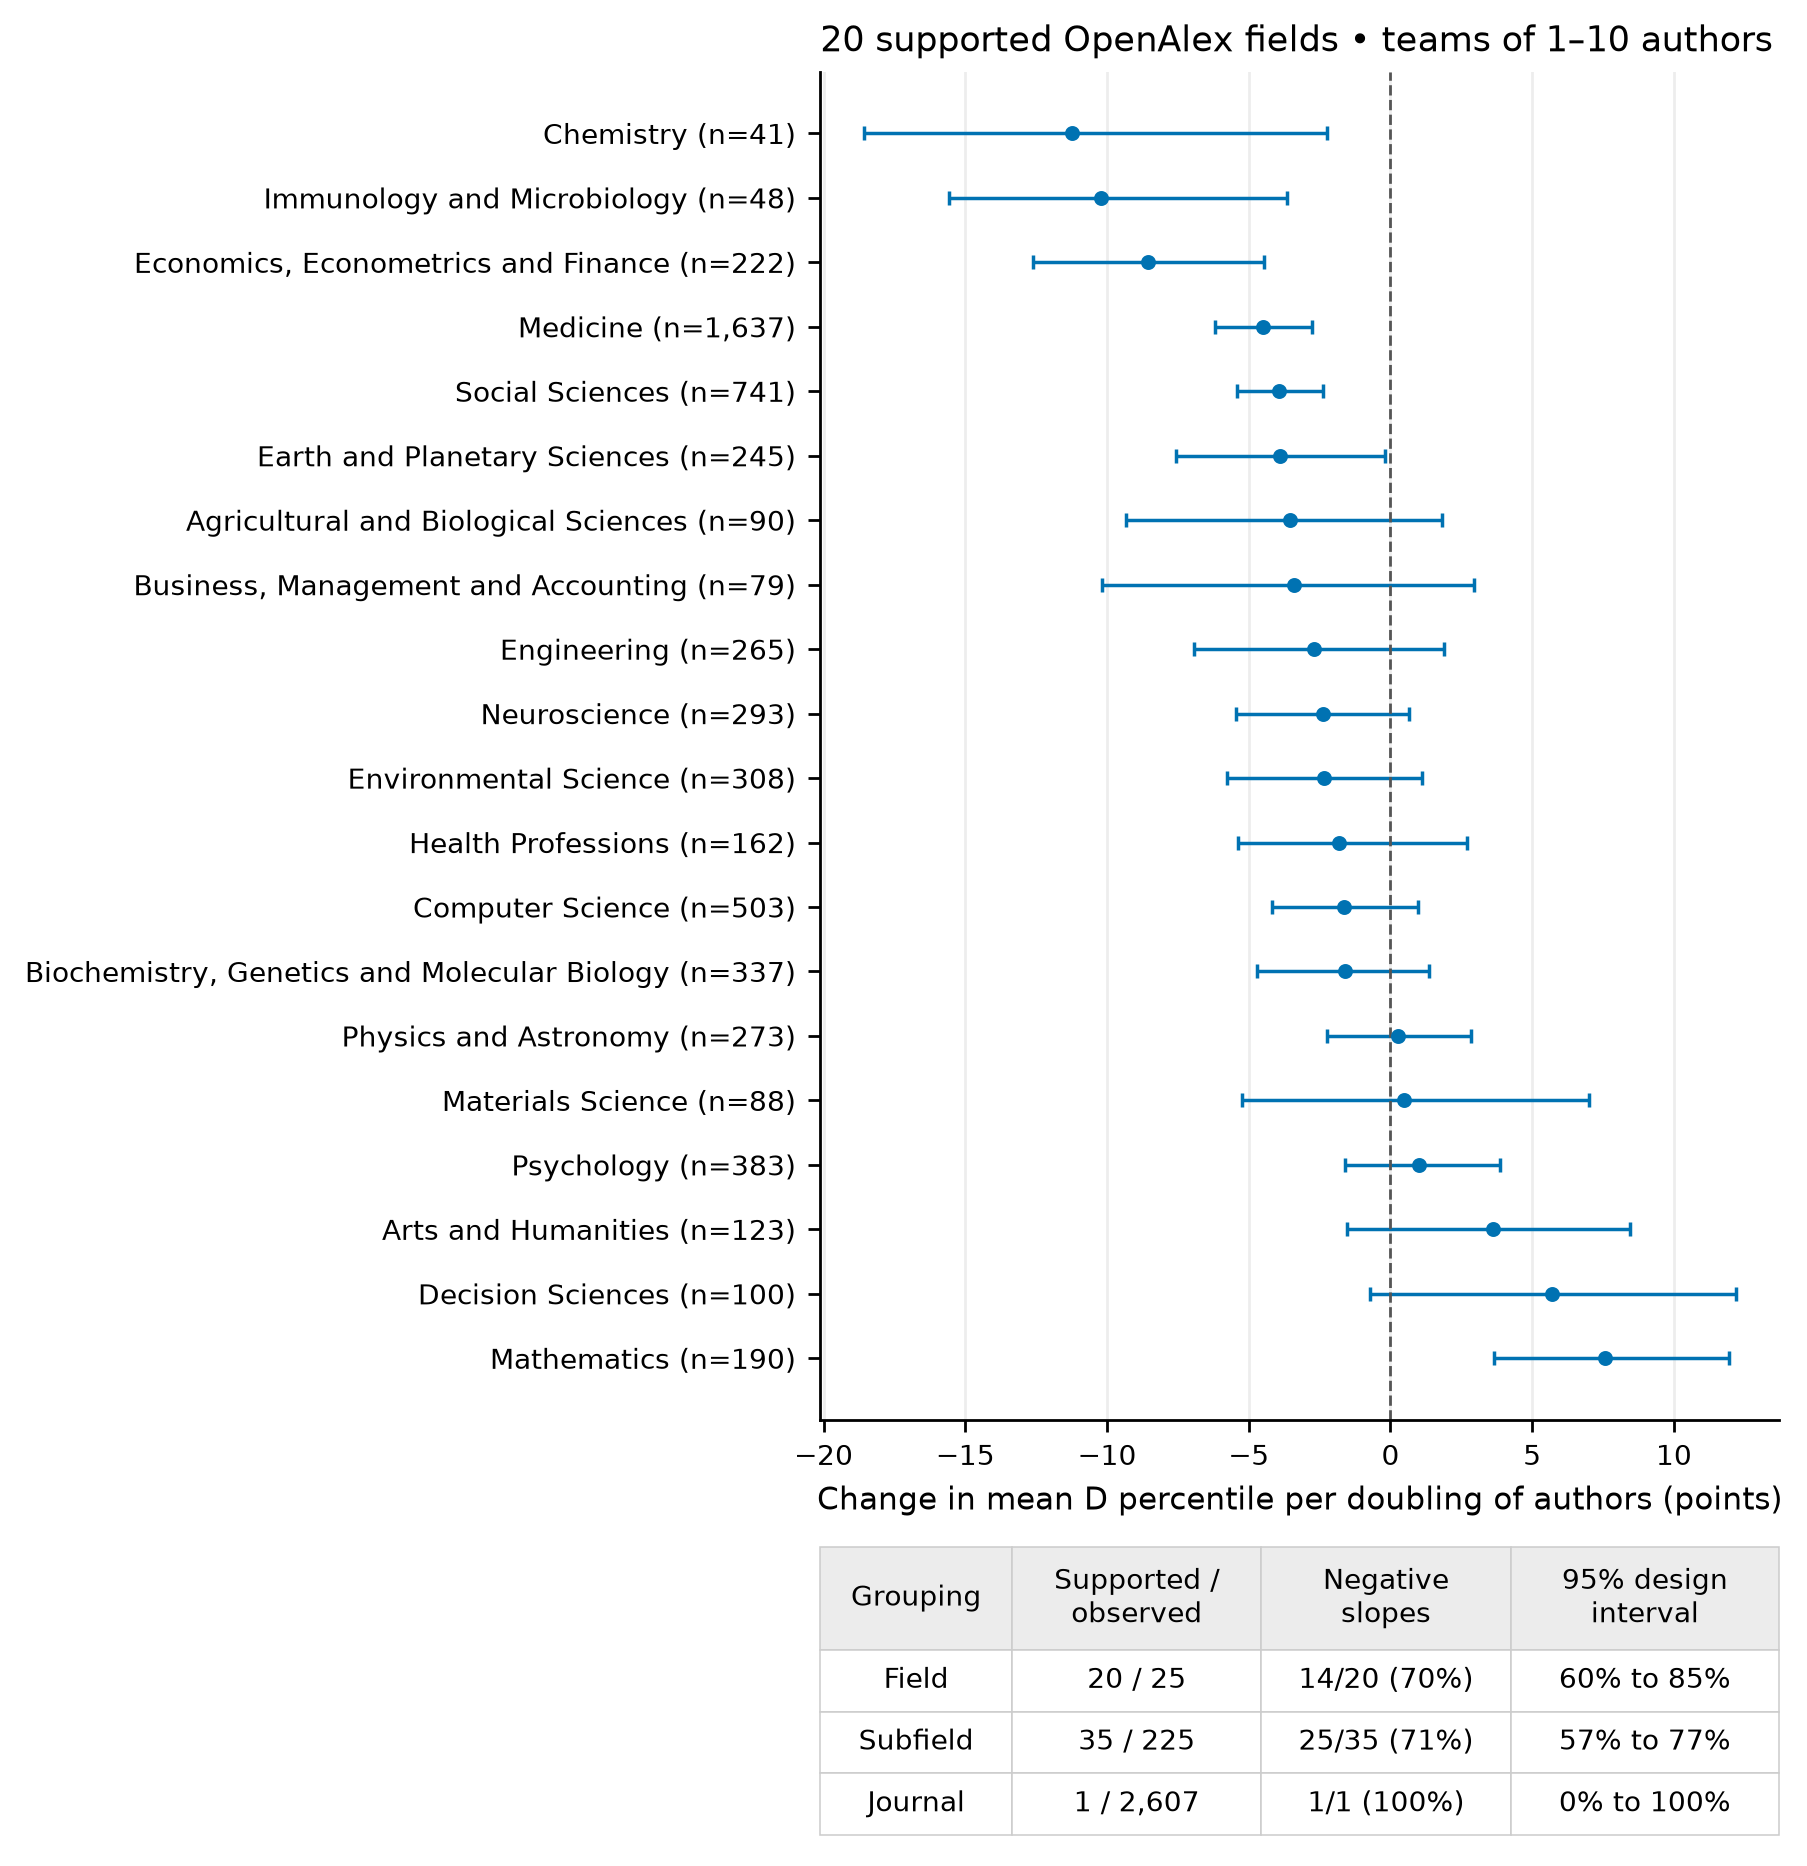 20 supported OpenAlex fields • teams of 1–10 authors
Chemistry (n=41)
Immunology and Microbiology (n=48)
Economics, Econometrics and Finance (n=222)
Medicine (n=1,637)
Social Sciences (n=741)
Earth and Planetary Sciences (n=245)
Agricultural and Biological Sciences (n=90)
Business, Management and Accounting (n=79)
Engineering (n=265)
Neuroscience (n=293)
Environmental Science (n=308)
Health Professions (n=162)
Computer Science (n=503)
Biochemistry, Genetics and Molecular Biology (n=337)
Physics and Astronomy (n=273)
Materials Science (n=88)
Psychology (n=383)
Arts and Humanities (n=123)
Decision Sciences (n=100)
Mathematics (n=190)
−20 −15 −10 −5 0 5 10
Change in mean D percentile per doubling of authors (points)
Grouping Supported / observed Negative slopes 95% design interval
Field 20 / 25 14/20 (70%) 60% to 85%
Subfield 35 / 225 25/35 (71%) 57% to 77%
Journal 1 / 2,607 1/1 (100%) 0% to 100%